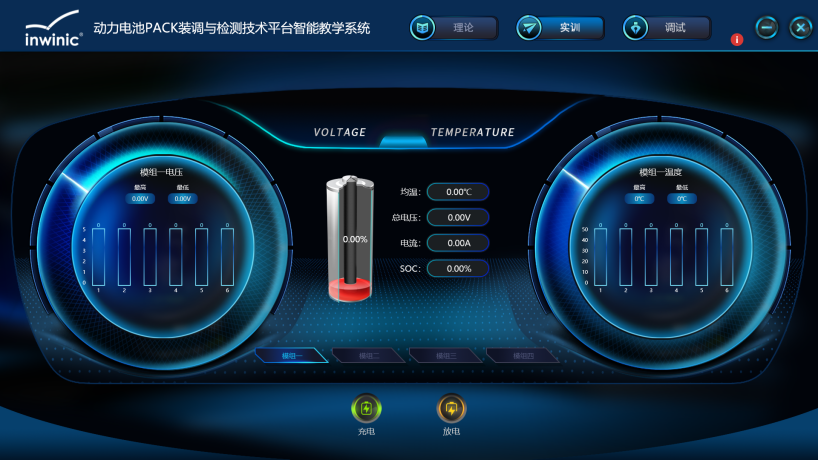 inwinic®
动力电池PACK装调与检测技术平台智能教学系统
理论
实训
调试
VOLTAGE
TEMPERATURE
模组一电压
最高 最低
0.00V 0.00V
0 0 0 0 0 0
5
4
3
2
1
0
1 2 3 4 5 6
0.00%
均温: 0.00℃
总电压: 0.00V
电流: 0.00A
SOC: 0.00%
模组一温度
最高 最低
0℃ 0℃
0 0 0 0 0 0
50
40
30
20
10
0
1 2 3 4 5 6
模组一 模组二 模组三 模组四
充电 放电